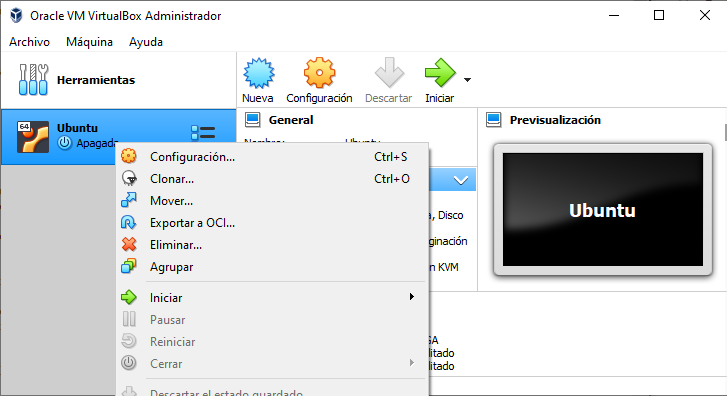 Oracle VM VirtualBox Administrador
Archivo Máquina Ayuda
Herramientas
Nueva Configuración Descartar Iniciar
64
Ubuntu
Apagada
General
Ubuntu
Previsualización
Ubuntu
Configuración... Ctrl+S
Clonar... Ctrl+O
Mover...
Exportar a OCI...
Eliminar...
Agrupar
Iniciar
Pausar
Reiniciar
Cerrar
Descartar el estado guardado
a, Disco
ginación
n KVM
GA
litado
litado